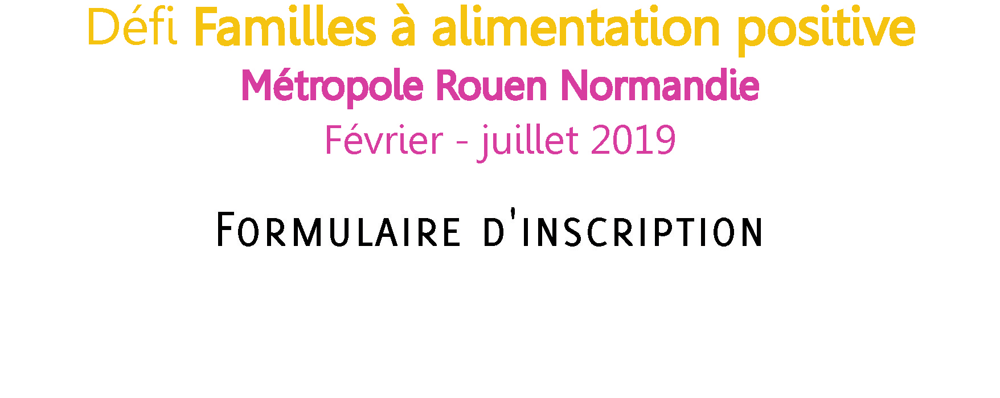 Défi Familles à alimentation positive
Métropole Rouen Normandie
Février - juillet 2019
Formulaire d'inscription